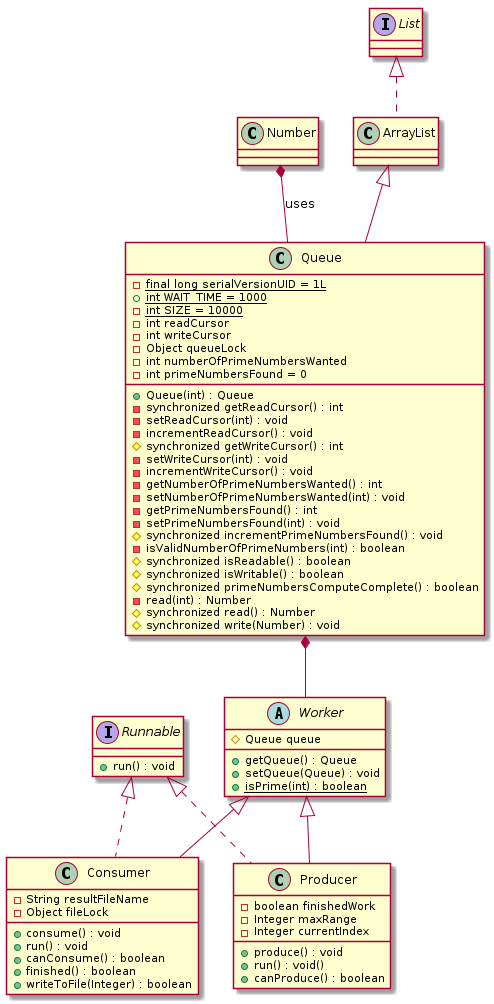 I List
C Number
C ArrayList
uses
C Queue
final long serialVersionUID = 1L
int WAIT_TIME = 1000
int SIZE = 10000
int readCursor
int writeCursor
Object queueLock
int numberOfPrimeNumbersWanted
int primeNumbersFound = 0
Queue(int) : Queue
synchronized getReadCursor() : int
setReadCursor(int) : void
incrementReadCursor() : void
synchronized getWriteCursor() : int
setWriteCursor(int) : void
incrementWriteCursor() : void
getNumberOfPrimeNumbersWanted() : int
setNumberOfPrimeNumbersWanted(int) : void
getPrimeNumbersFound() : int
setPrimeNumbersFound(int) : void
synchronized incrementPrimeNumbersFound() : void
isValidNumberOfPrimeNumbers(int) : boolean
synchronized isReadable() : boolean
synchronized isWritable() : boolean
synchronized primeNumbersComputeComplete() : boolean
read(int) : Number
synchronized read() : Number
synchronized write(Number) : void
A Worker
Queue queue
getQueue() : Queue
setQueue(Queue) : void
isPrime(int) : boolean
I Runnable
run() : void
C Consumer
String resultFileName
Object fileLock
consume() : void
run() : void
canConsume() : boolean
finished() : boolean
writeToFile(Integer) : boolean
C Producer
boolean finishedWork
Integer maxRange
Integer currentIndex
produce() : void
run() : void()
canProduce() : boolean